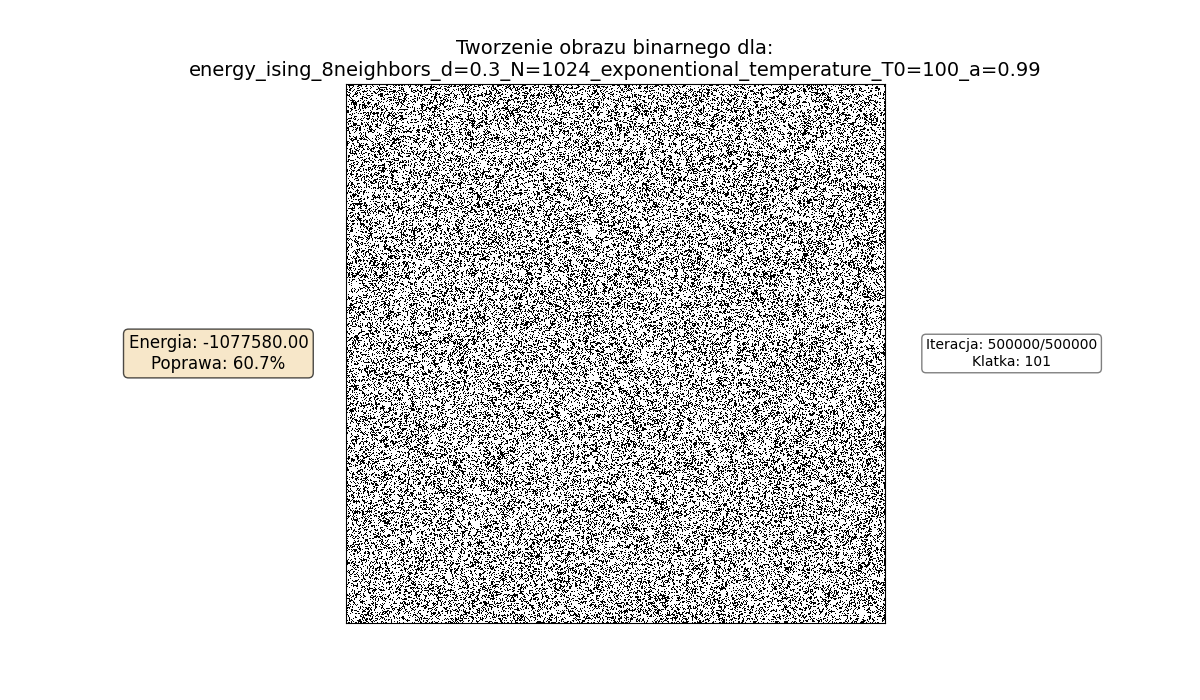 Tworzenie obrazu binarnego dla:
energy_ising_8neighbors_d=0.3_N=1024_exponentional_temperature_T0=100_a=0.99
Energia: -1077580.00
Poprawa: 60.7%
Iteracja: 500000/500000
Klatka: 101